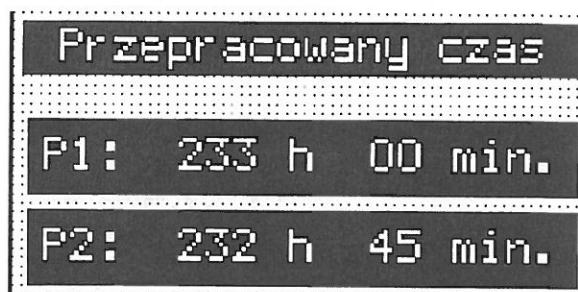 Przepracowany czas
P1: 233 h 00 min.
P2: 232 h 45 min.